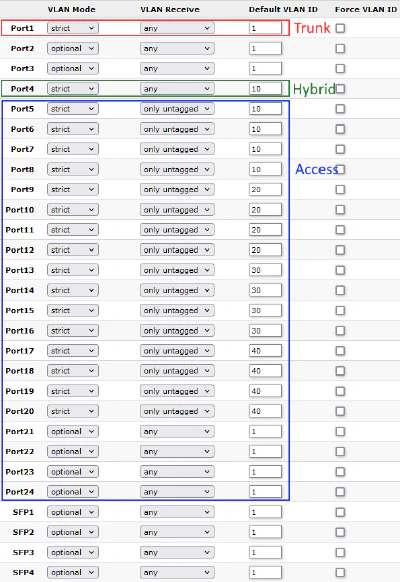 VLAN Mode VLAN Receive Default VLAN ID Force VLAN ID
Port1 strict any 1 Trunk
Port2 optional any 1
Port3 optional any 1
Port4 strict any 10 Hybrid
Port5 strict only untagged 10
Port6 strict only untagged 10
Port7 strict only untagged 10
Port8 strict only untagged 10 Access
Port9 strict only untagged 20
Port10 strict only untagged 20
Port11 strict only untagged 20
Port12 strict only untagged 20
Port13 strict only untagged 30
Port14 strict only untagged 30
Port15 strict only untagged 30
Port16 strict only untagged 30
Port17 strict only untagged 40
Port18 strict only untagged 40
Port19 strict only untagged 40
Port20 strict only untagged 40
Port21 optional any 1
Port22 optional any 1
Port23 optional any 1
Port24 optional any 1
SFP1 optional any 1
SFP2 optional any 1
SFP3 optional any 1
SFP4 optional any 1